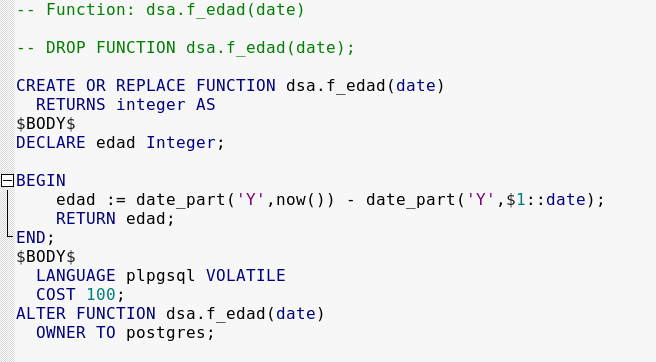 -- Function: dsa.f_edad(date)
-- DROP FUNCTION dsa.f_edad(date);
CREATE OR REPLACE FUNCTION dsa.f_edad(date)
  RETURNS integer AS
$BODY$
DECLARE edad Integer;
BEGIN
    edad := date_part('Y',now()) - date_part('Y',$1::date);
    RETURN edad;
END;
$BODY$
  LANGUAGE plpgsql VOLATILE
  COST 100;
ALTER FUNCTION dsa.f_edad(date)
  OWNER TO postgres;